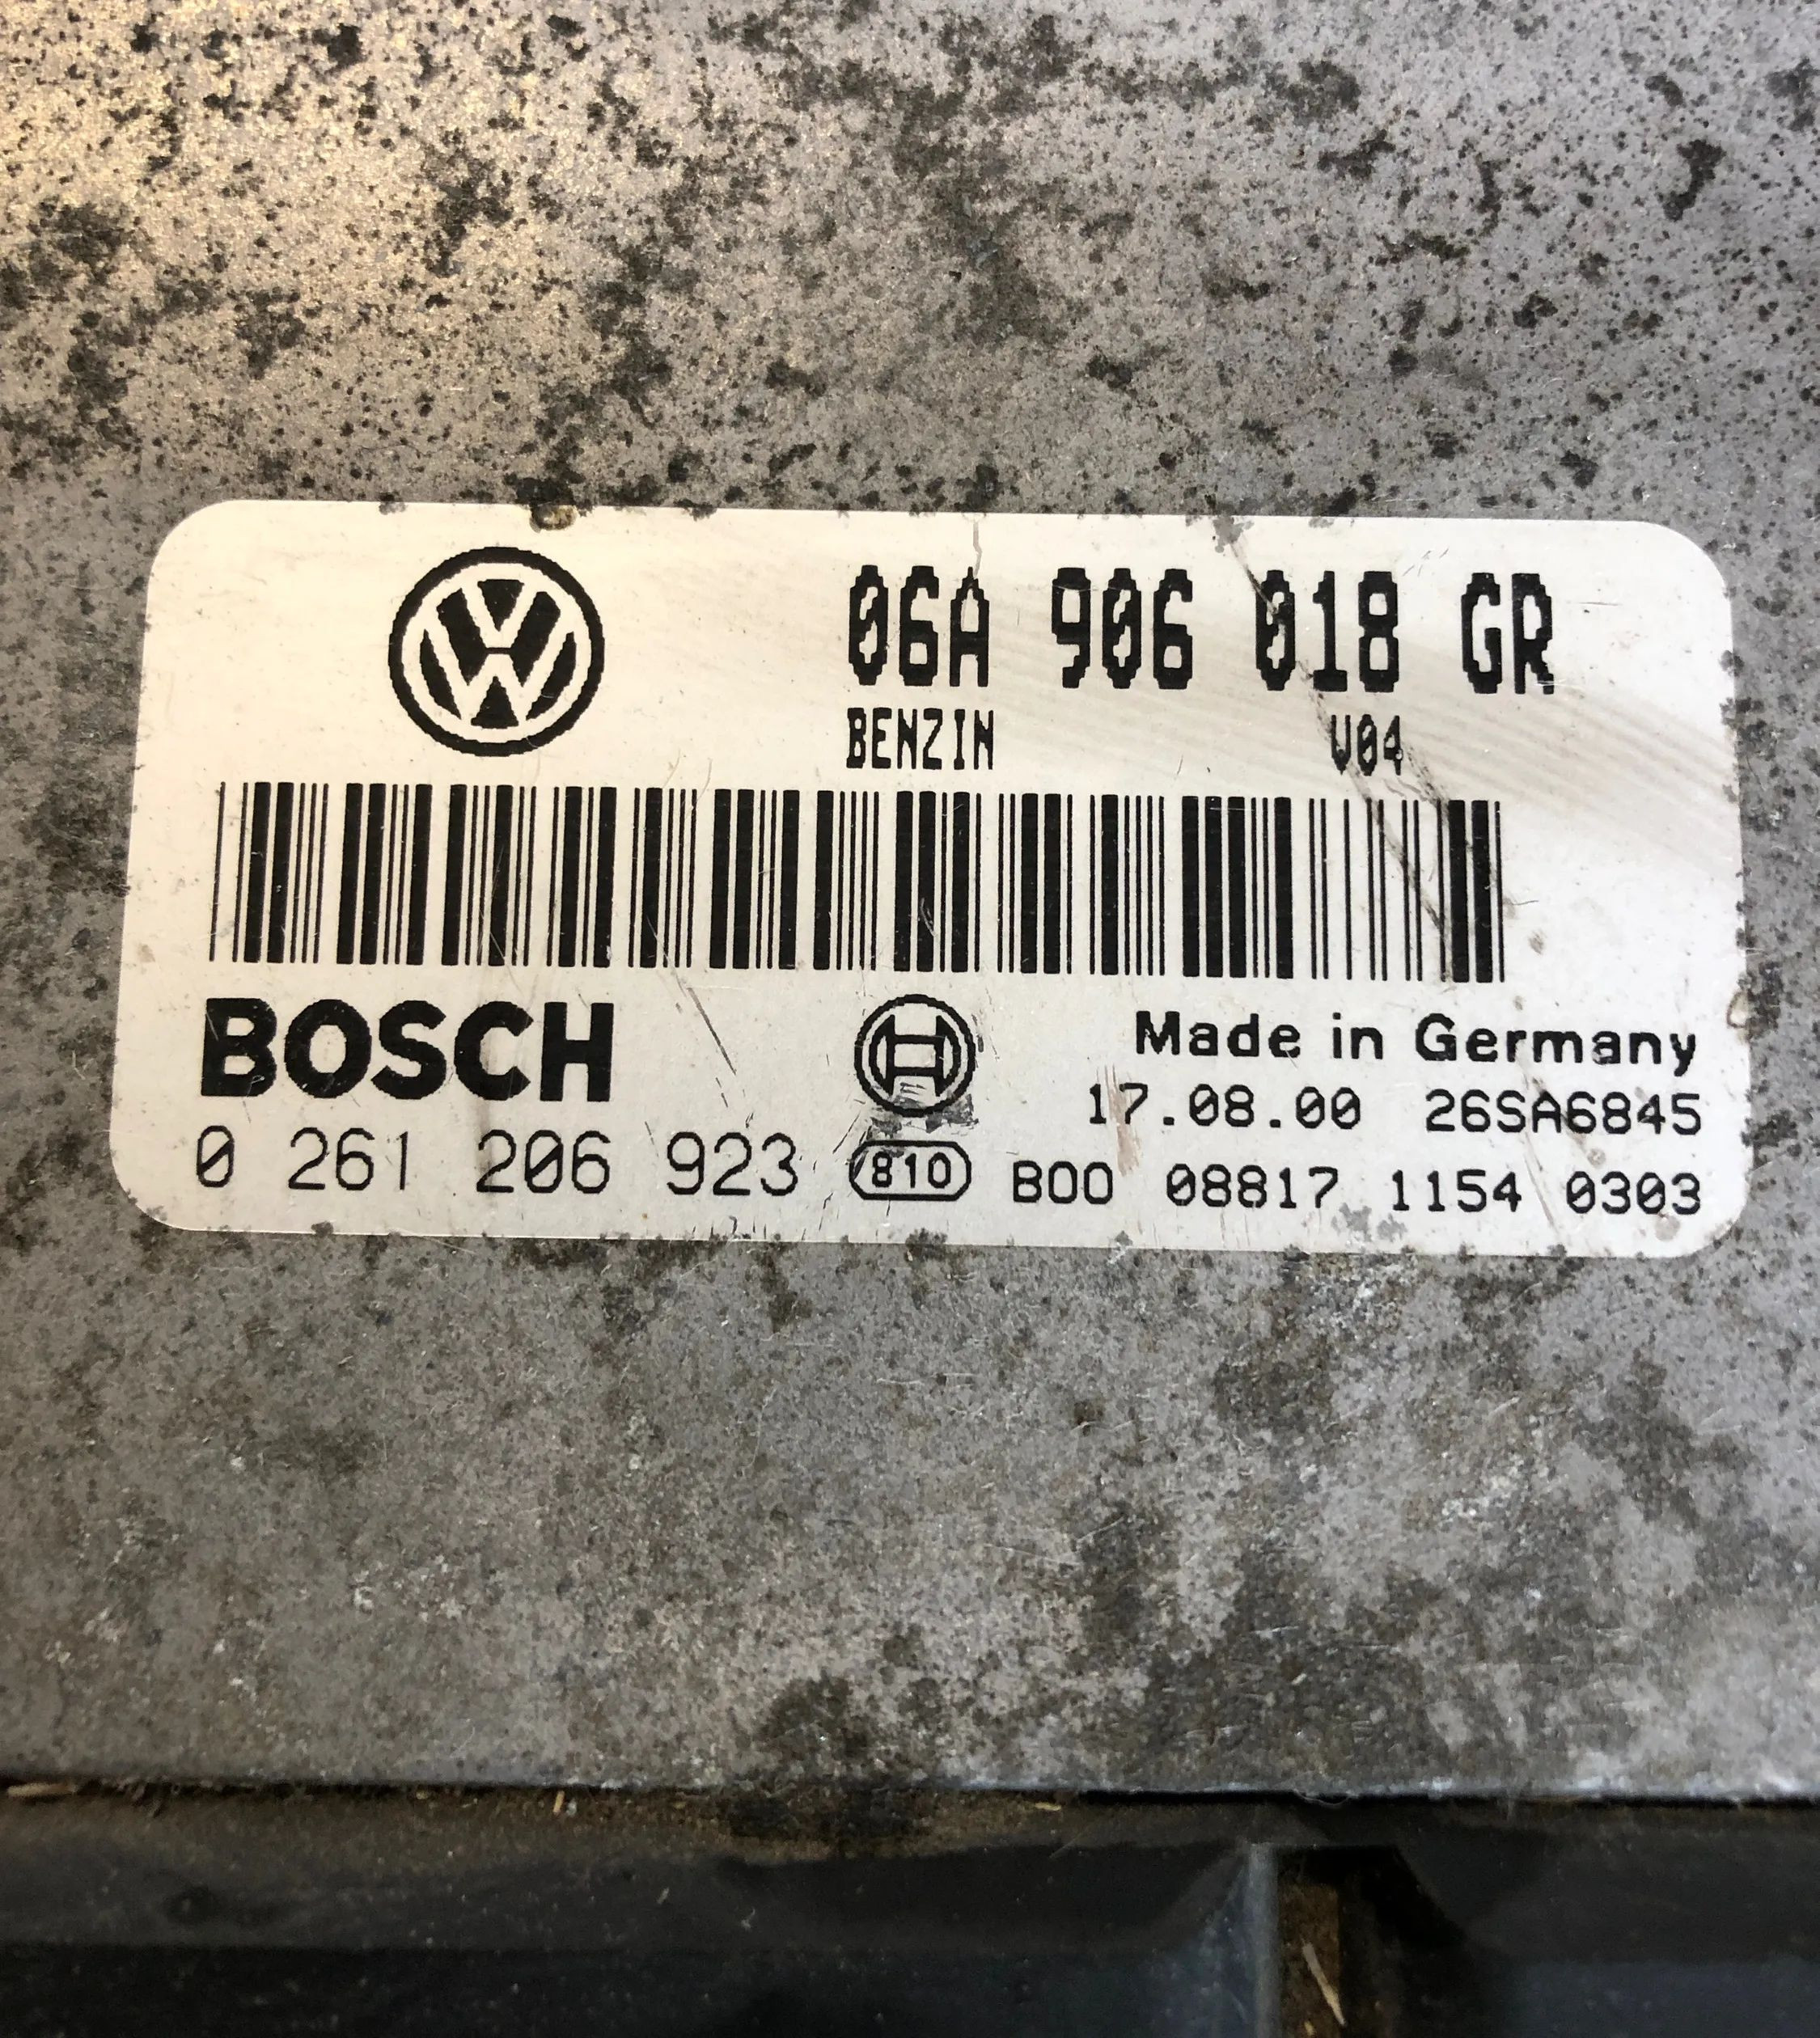 06A 906 018 GR
BENZIN V04
BOSCH
Made in Germany
17.08.00 26SA6845
0 261 206 923 810 B00 08817 1154 0303